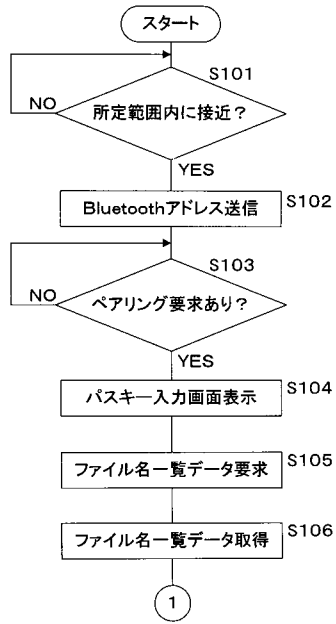 スタート
S101
所定範囲内に接近?
NO
YES
Bluetoothアドレス送信
S102
S103
NO
ペアリング要求あり?
YES
パスキー入力画面表示
S104
ファイル名一覧データ要求
S105
ファイル名一覧データ取得
S106
1